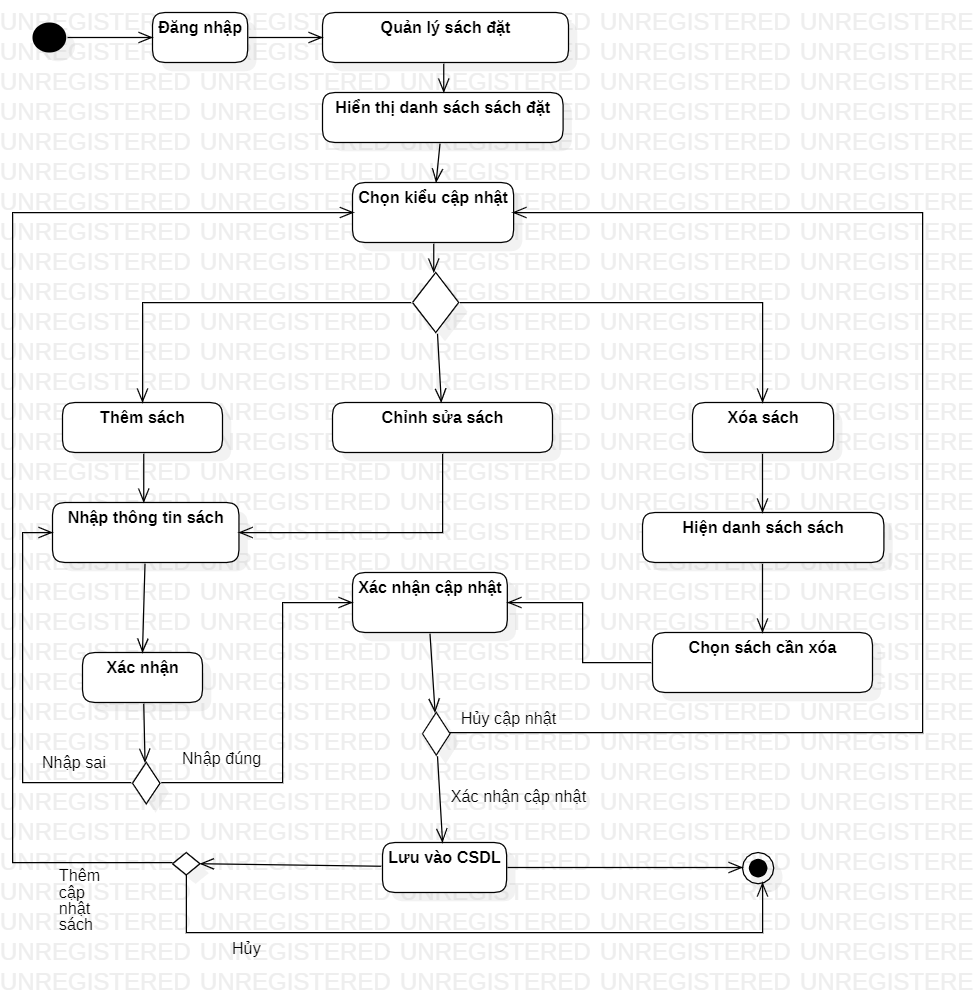 Đăng nhập
Quản lý sách đặt
Hiển thị danh sách sách đặt
Chọn kiểu cập nhật
Thêm sách
Chỉnh sửa sách
Xóa sách
Nhập thông tin sách
Hiện danh sách sách
Xác nhận cập nhật
Chọn sách cần xóa
Xác nhận
Hủy cập nhật
Nhập sai
Nhập đúng
Xác nhận cập nhật
Lưu vào CSDL
Thêm
cập
nhật
sách
Hủy